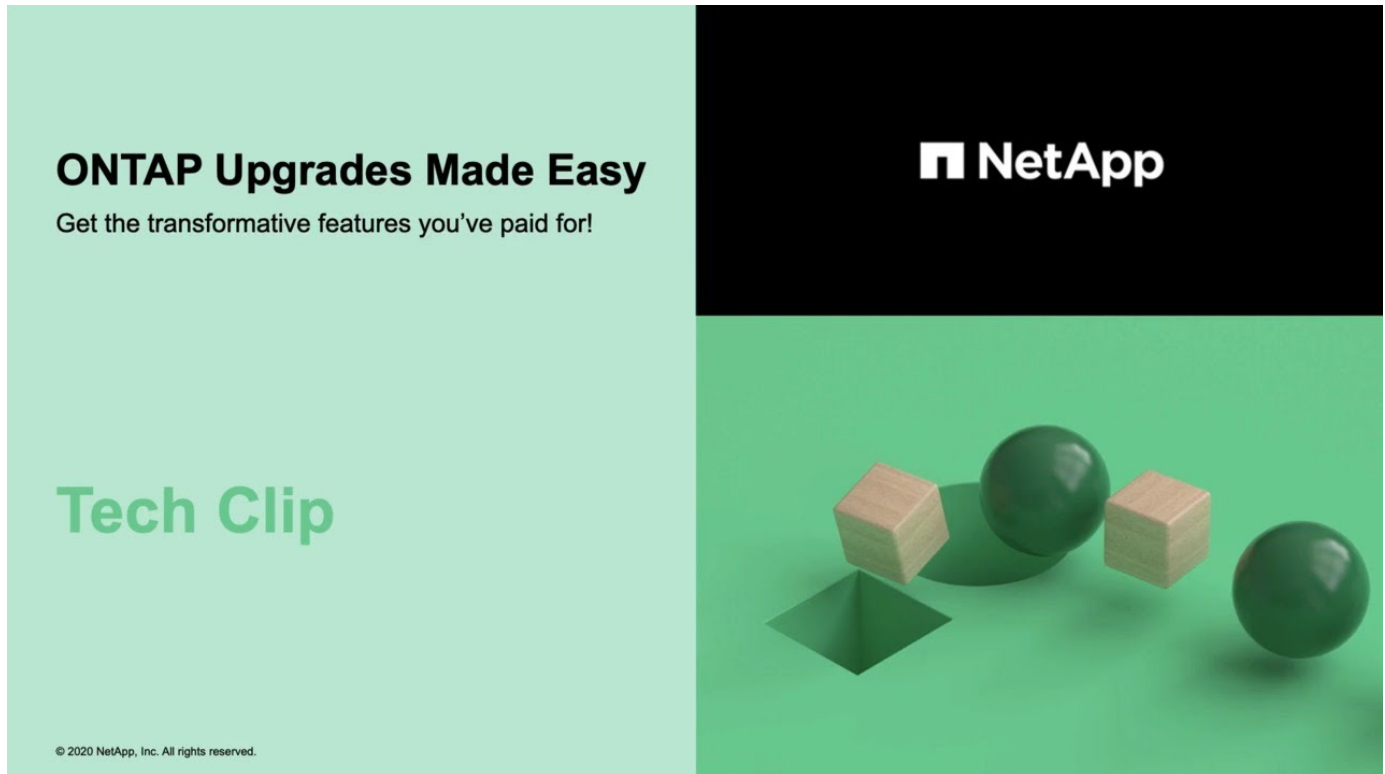 ONTAP Upgrades Made Easy
Get the transformative features you’ve paid for!
Tech Clip
© 2020 NetApp, Inc. All rights reserved.
NetApp